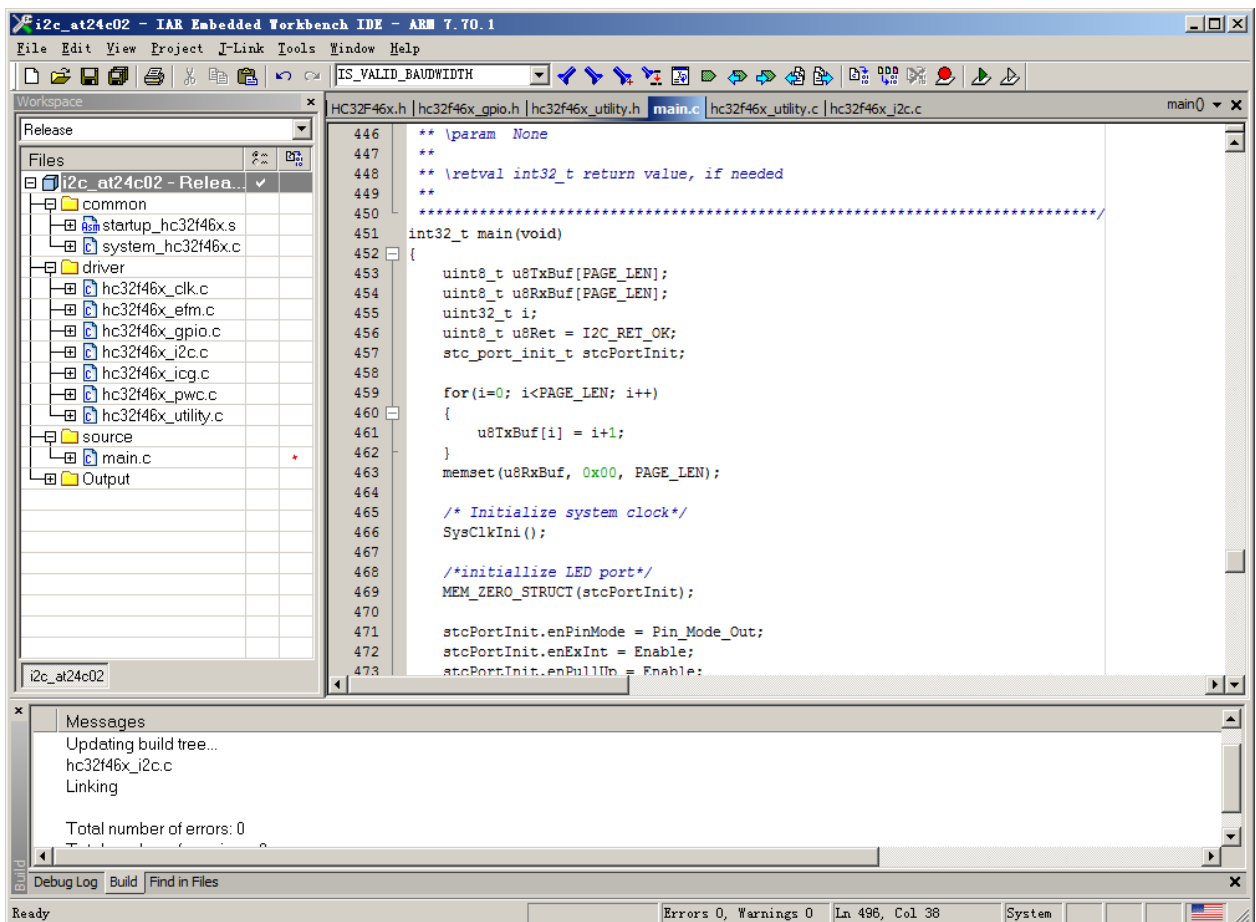 i2c_at24c02 - IAR Embedded Workbench IDE - ARM 7.70.1
File Edit View Project J-Link Tools Window Help
IS_VALID_BAUDWIDTH
Workspace
HC32F46x.h | hc32f46x_gpio.h | hc32f46x_utility.h main.c hc32f46x_utility.c | hc32f46x_i2c.c
main()
Release
Files
i2c_at24c02 - Relea...
common
startup_hc32f46x.s
system_hc32f46x.c
driver
hc32f46x_clk.c
hc32f46x_efm.c
hc32f46x_gpio.c
hc32f46x_i2c.c
hc32f46x_icg.c
hc32f46x_pwc.c
hc32f46x_utility.c
source
main.c
Output
i2c_at24c02
446 ** \param None
447 **
448 ** \retval int32_t return value, if needed
449 **
450 ******************************************************************************/
451 int32_t main(void)
452 {
453 uint8_t u8TxBuf[PAGE_LEN];
454 uint8_t u8RxBuf[PAGE_LEN];
455 uint32_t i;
456 uint8_t u8Ret = I2C_RET_OK;
457 stc_port_init_t stcPortInit;
458
459 for(i=0; i<PAGE_LEN; i++)
460 {
461 u8TxBuf[i] = i+1;
462 }
463 memset(u8RxBuf, 0x00, PAGE_LEN);
464
465 /* Initialize system clock*/
466 SysClkIni();
467
468 /*initiallize LED port*/
469 MEM_ZERO_STRUCT(stcPortInit);
470
471 stcPortInit.enPinMode = Pin_Mode_Out;
472 stcPortInit.enExInt = Enable;
473 stcPortInit.enPullUp = Enable;
Messages
Updating build tree...
hc32f46x_i2c.c
Linking
Total number of errors: 0
Build
Debug Log Build Find in Files
Ready
Errors 0, Warnings 0
Ln 496, Col 38
System